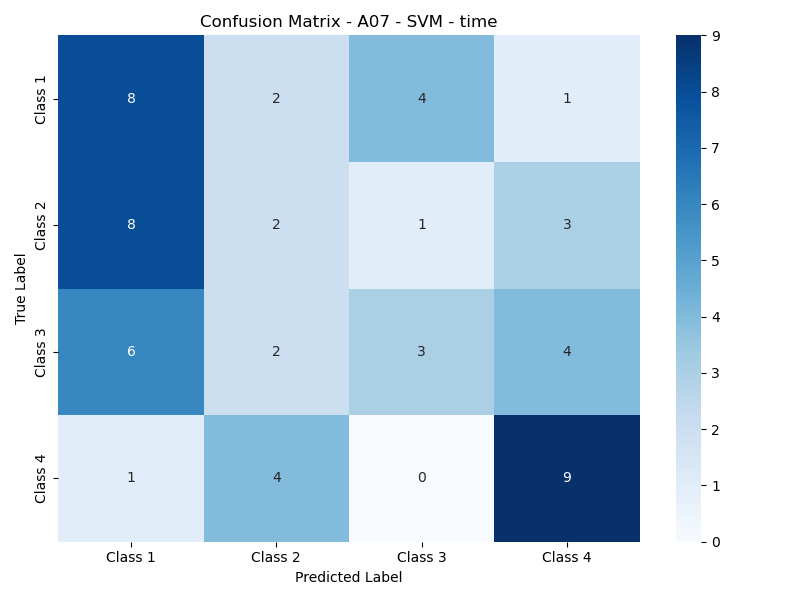 Confusion Matrix - A07 - SVM - time
True Label
Class 1
8 2 4 1
Class 2
8 2 1 3
Class 3
6 2 3 4
Class 4
1 4 0 9
Class 1 Class 2 Class 3 Class 4
Predicted Label
9
8
7
6
5
4
3
2
1
0